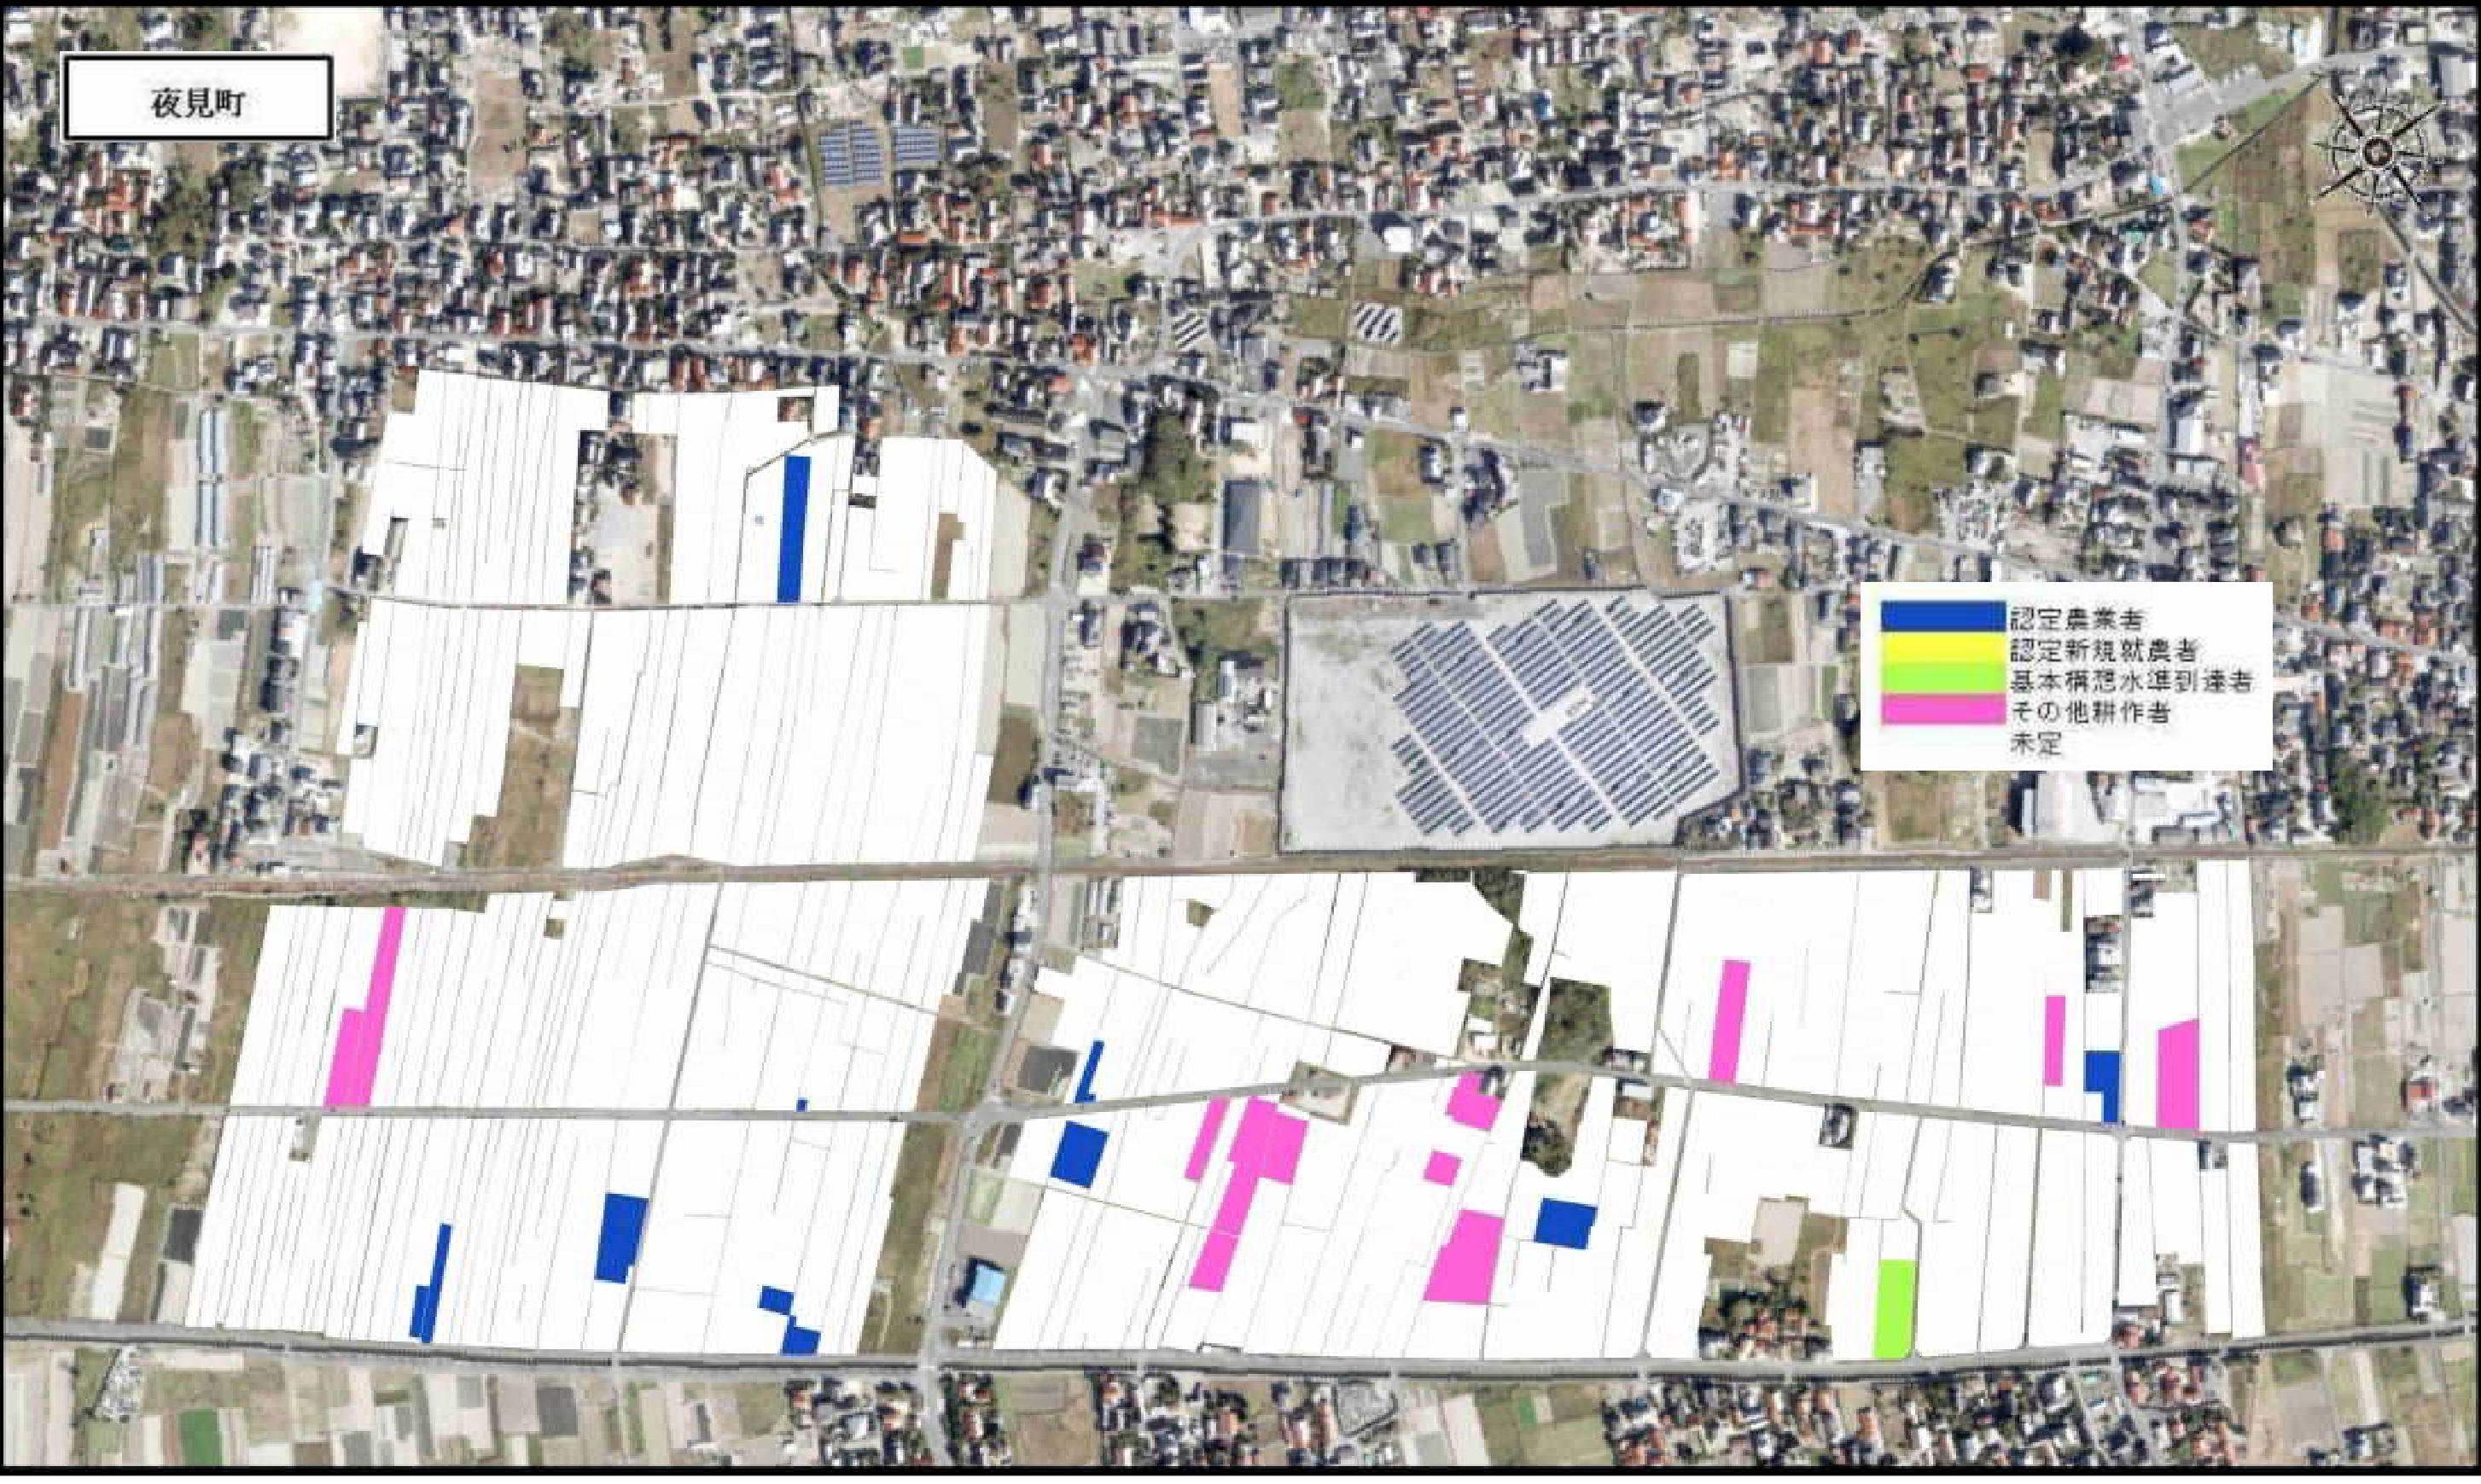 夜見町
認定農業者
認定新規就農者
基本構想水準到達者
その他耕作者
未定